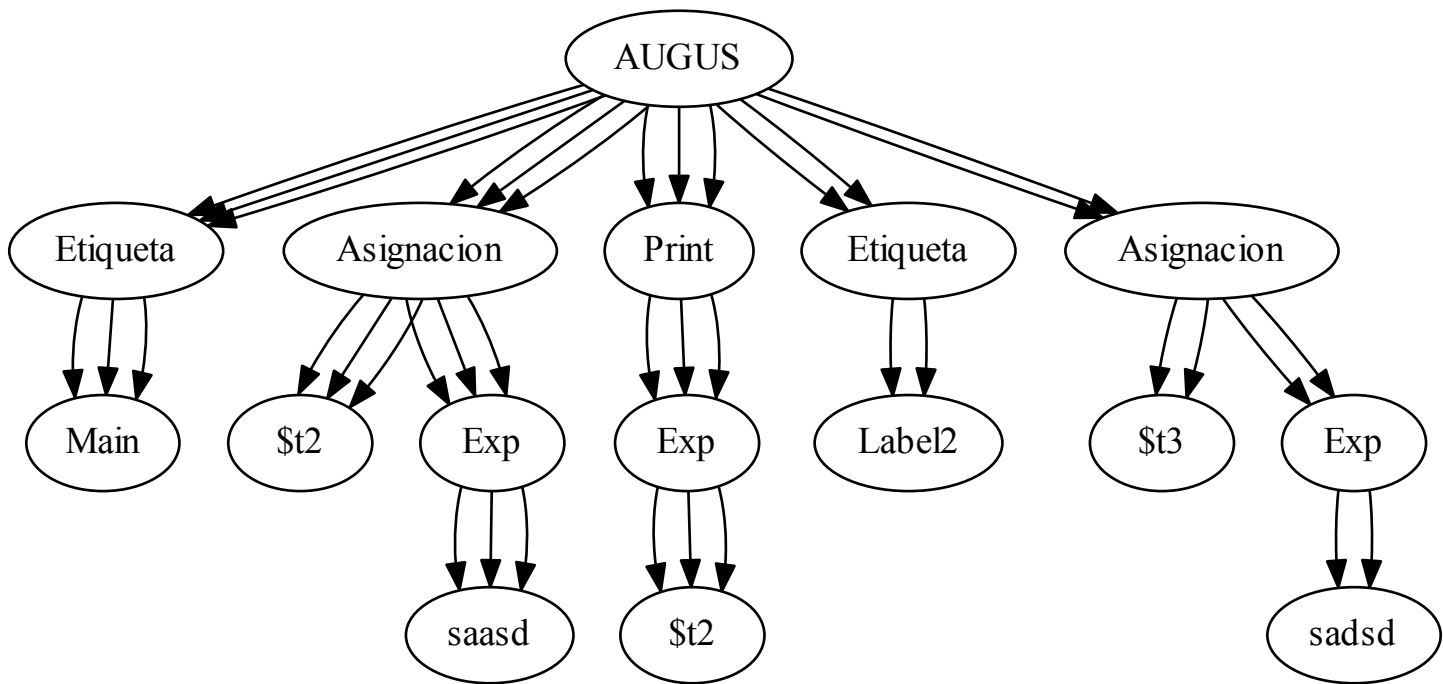 AUGUS
Etiqueta Asignacion Print Etiqueta Asignacion
Main $t2 Exp Exp Label2 $t3 Exp
saasd $t2 sadsd